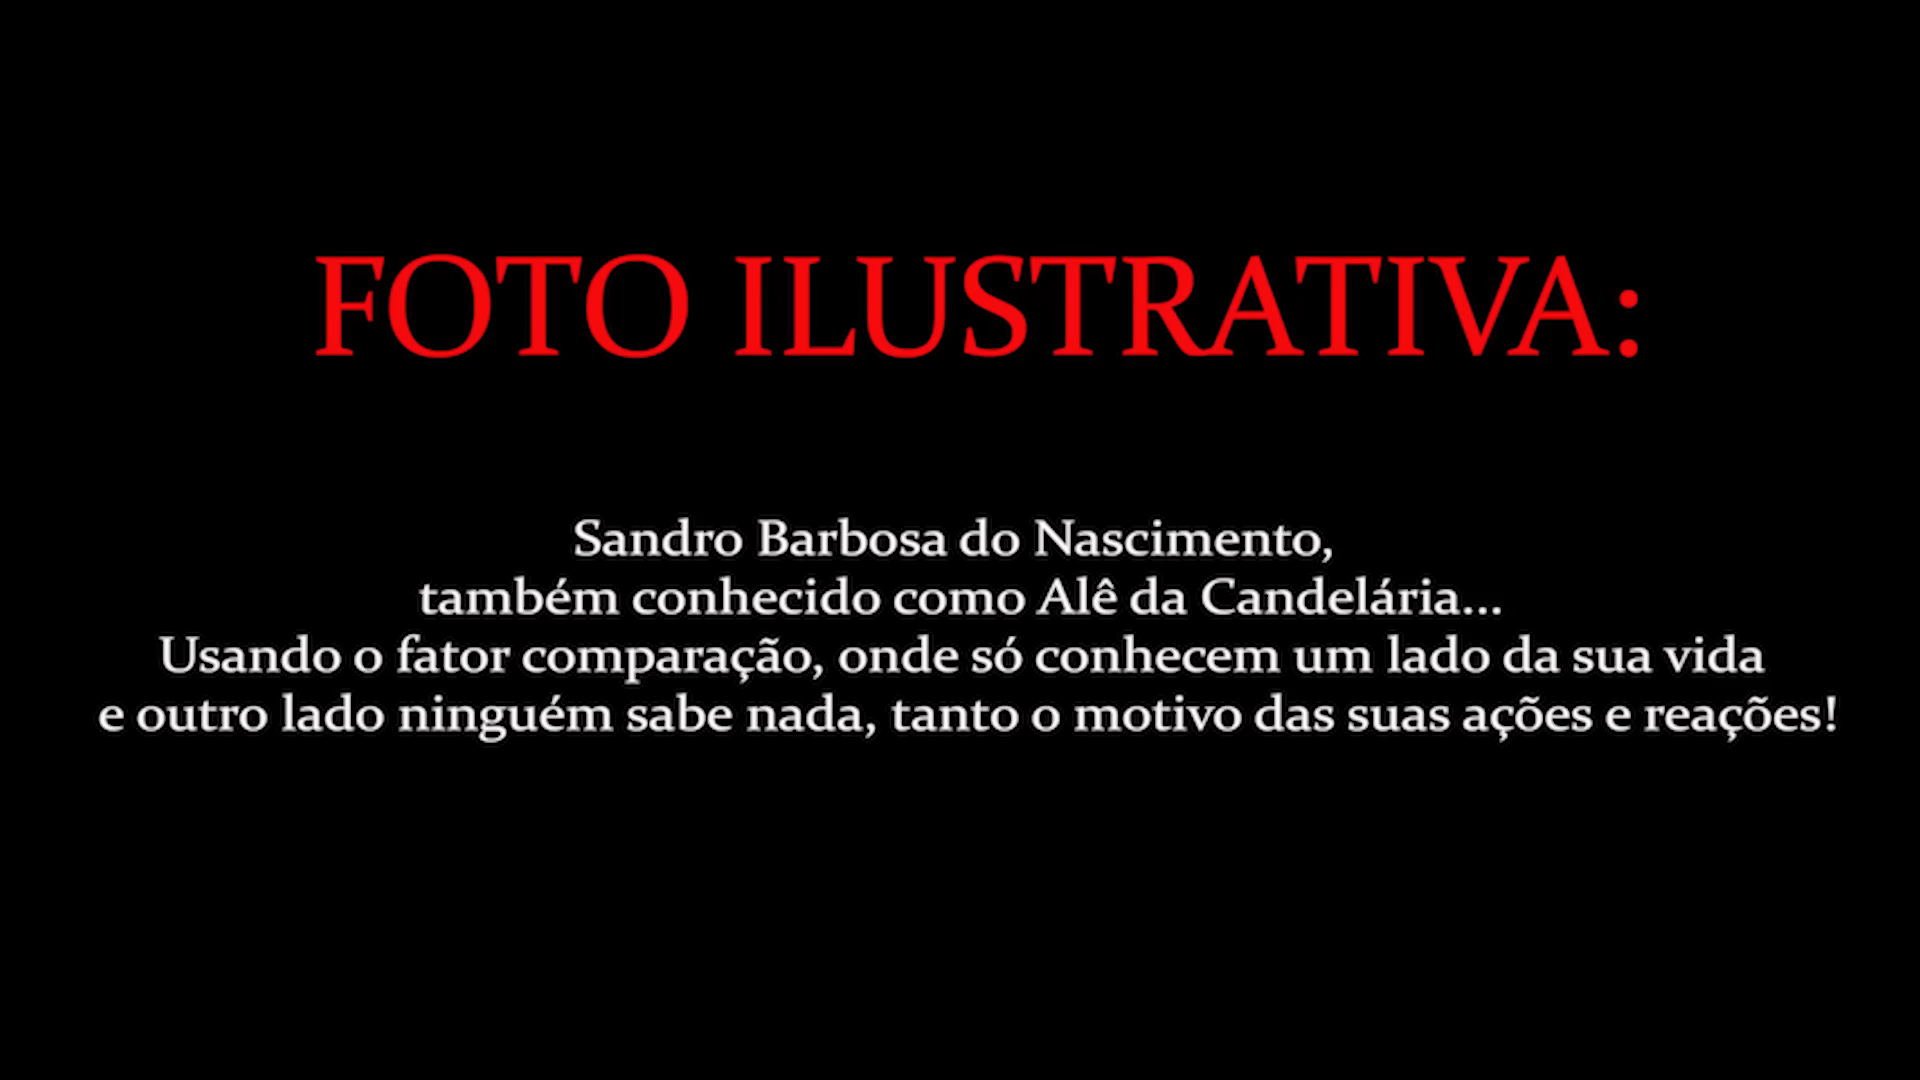 FOTO ILUSTRATIVA:
Sandro Barbosa do Nascimento,
também conhecido como Alê da Candelária...
Usando o fator comparação, onde só conhecem um lado da sua vida
e outro lado ninguém sabe nada, tanto o motivo das suas ações e reações!